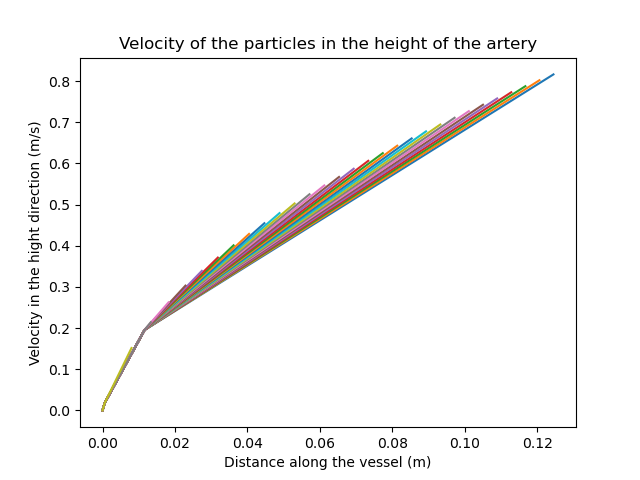 Velocity of the particles in the height of the artery
Velocity in the hight direction (m/s)
0.8
0.7
0.6
0.5
0.4
0.3
0.2
0.1
0.0
0.00 0.02 0.04 0.06 0.08 0.10 0.12
Distance along the vessel (m)